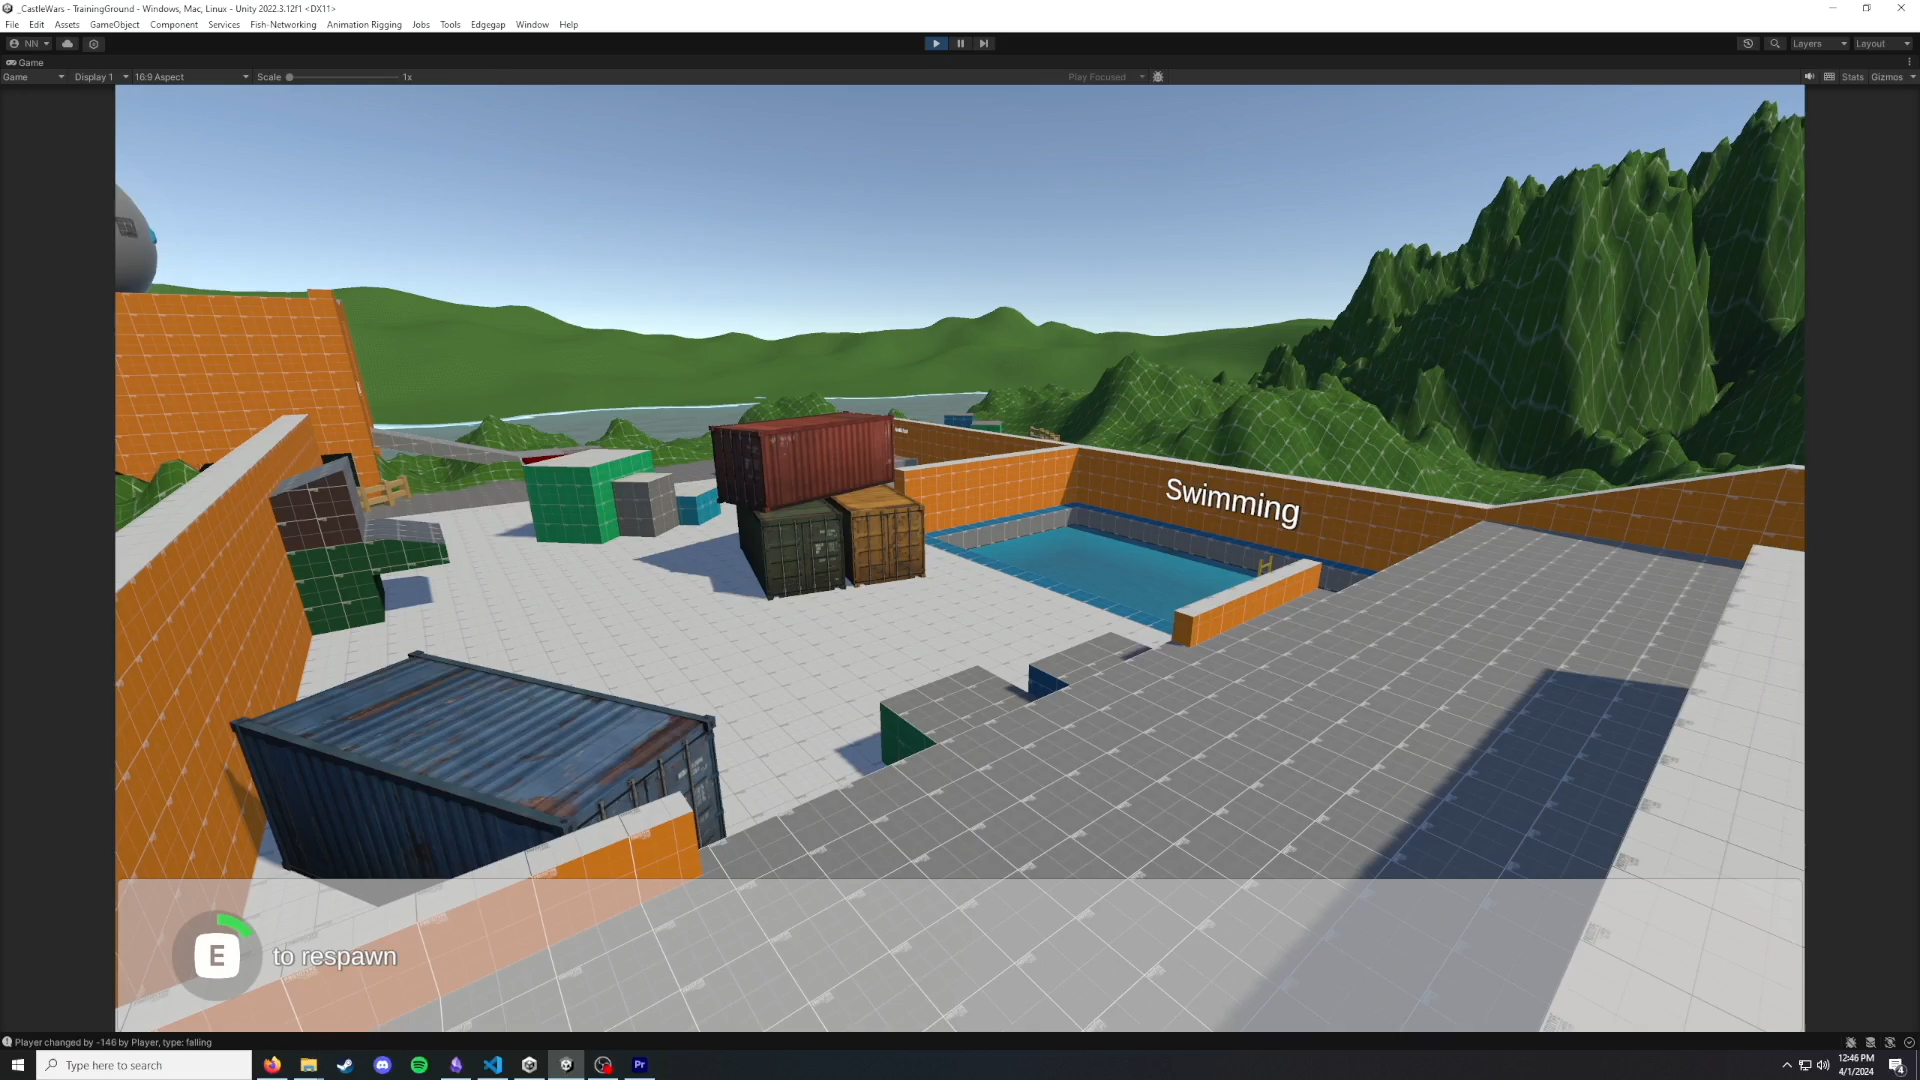 _CastleWars - TrainingGround - Windows, Mac, Linux - Unity 2022.3.12f1 <DX11>
File Edit Assets GameObject Component Services Fish-Networking Animation Rigging Jobs Tools Edgegap Window Help
NN Layers Layout
Game
Game Display 1 16:9 Aspect Scale 1x Play Focused Stats Gizmos
Swimming
E to respawn
Player changed by -146 by Player, type: falling
Type here to search
Pr
12:46 PM
4/1/2024
4